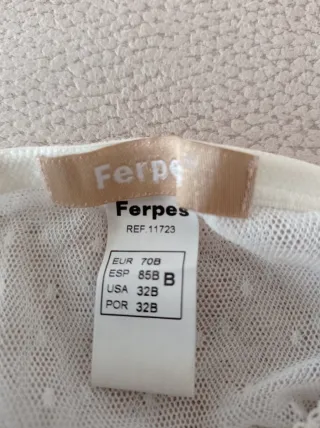 Ferpes
Ferpes
REF 11723
EUR 70B
ESP 85B B
USA 32B
POR 32B